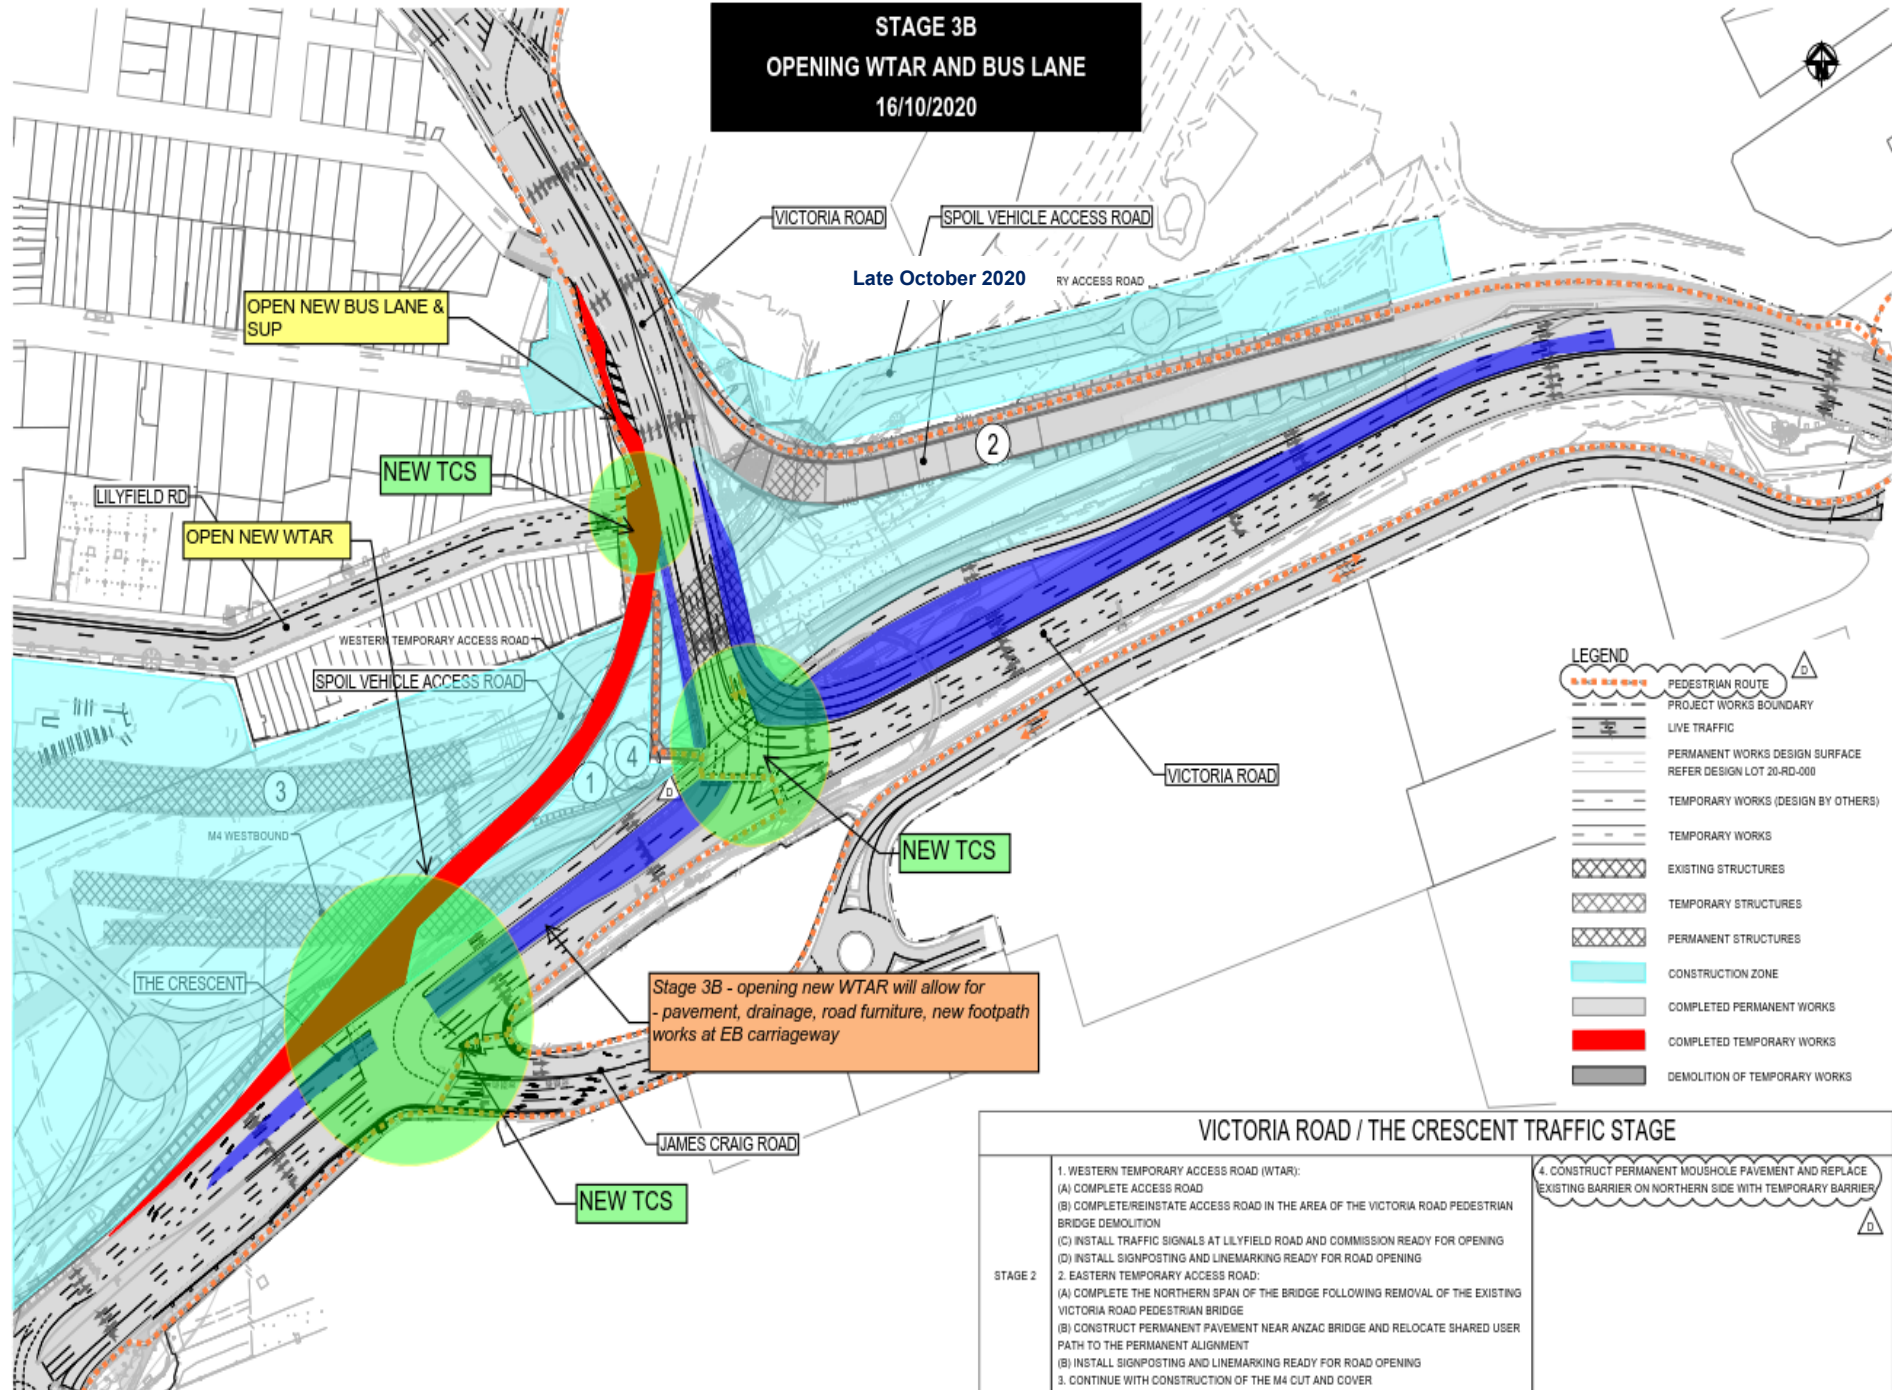 STAGE 3B
OPENING WTAR AND BUS LANE
16/10/2020
N
VICTORIA ROAD
SPOIL VEHICLE ACCESS ROAD
Late October 2020
RY ACCESS ROAD
OPEN NEW BUS LANE &
SUP
2
NEW TCS
LILYFIELD RD
OPEN NEW WTAR
WESTERN TEMPORARY ACCESS ROAD
SPOIL VEHICLE ACCESS ROAD
4
1
D
3
M4 WESTBOUND
VICTORIA ROAD
NEW TCS
THE CRESCENT
Stage 3B - opening new WTAR will allow for
- pavement, drainage, road furniture, new footpath
works at EB carriageway
JAMES CRAIG ROAD
NEW TCS
LEGEND
D
PEDESTRIAN ROUTE
PROJECT WORKS BOUNDARY
LIVE TRAFFIC
PERMANENT WORKS DESIGN SURFACE
REFER DESIGN LOT 20-RD-000
TEMPORARY WORKS (DESIGN BY OTHERS)
TEMPORARY WORKS
EXISTING STRUCTURES
TEMPORARY STRUCTURES
PERMANENT STRUCTURES
CONSTRUCTION ZONE
COMPLETED PERMANENT WORKS
COMPLETED TEMPORARY WORKS
DEMOLITION OF TEMPORARY WORKS
VICTORIA ROAD / THE CRESCENT TRAFFIC STAGE
STAGE 2
1. WESTERN TEMPORARY ACCESS ROAD (WTAR):
(A) COMPLETE ACCESS ROAD
(B) COMPLETE/REINSTATE ACCESS ROAD IN THE AREA OF THE VICTORIA ROAD PEDESTRIAN
BRIDGE DEMOLITION
(C) INSTALL TRAFFIC SIGNALS AT LILYFIELD ROAD AND COMMISSION READY FOR OPENING
(D) INSTALL SIGNPOSTING AND LINEMARKING READY FOR ROAD OPENING
2. EASTERN TEMPORARY ACCESS ROAD:
(A) COMPLETE THE NORTHERN SPAN OF THE BRIDGE FOLLOWING REMOVAL OF THE EXISTING
VICTORIA ROAD PEDESTRIAN BRIDGE
(B) CONSTRUCT PERMANENT PAVEMENT NEAR ANZAC BRIDGE AND RELOCATE SHARED USER
PATH TO THE PERMANENT ALIGNMENT
(B) INSTALL SIGNPOSTING AND LINEMARKING READY FOR ROAD OPENING
3. CONTINUE WITH CONSTRUCTION OF THE M4 CUT AND COVER
4. CONSTRUCT PERMANENT MOUSHOLE PAVEMENT AND REPLACE
EXISTING BARRIER ON NORTHERN SIDE WITH TEMPORARY BARRIER
D